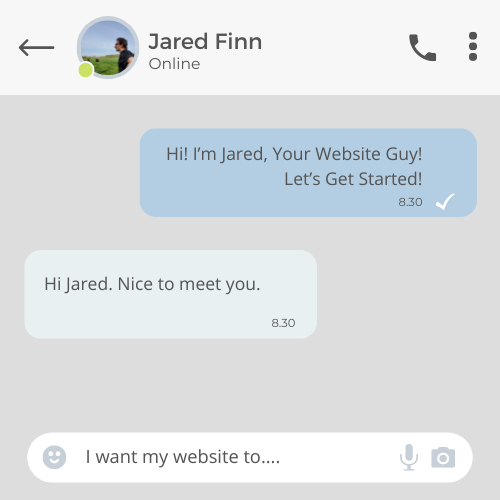 Jared Finn
Online
Hi! I’m Jared, Your Website Guy!
Let’s Get Started!
8.30
Hi Jared. Nice to meet you.
8.30
I want my website to....